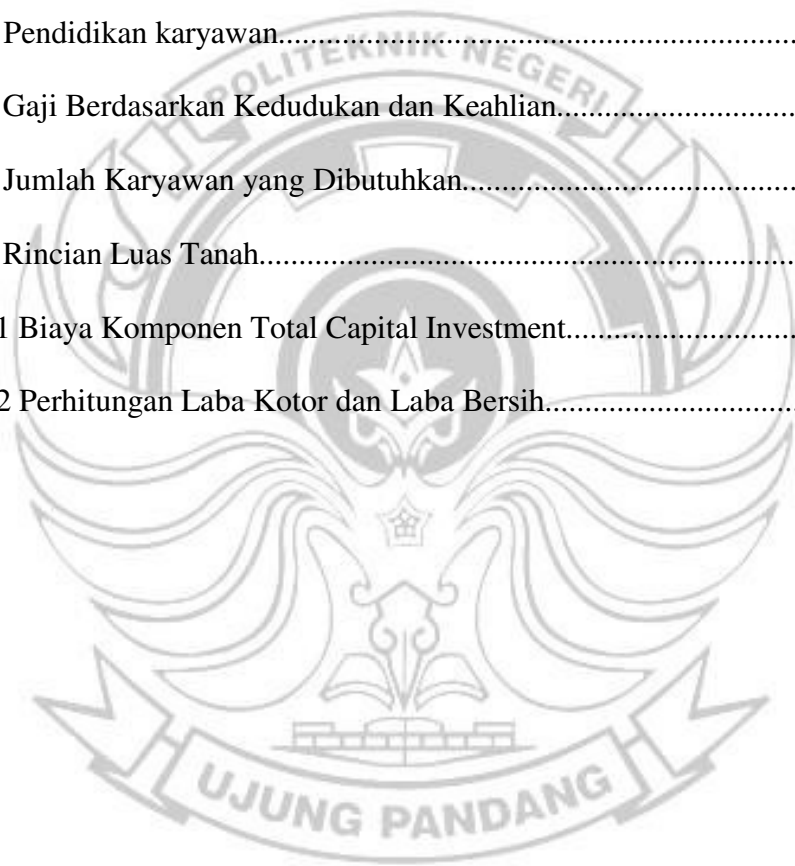 Pendidikan karyawan................................................................
POLITEKNIK NEGERI
Gaji Berdasarkan Kedudukan dan Keahlian..............................
Jumlah Karyawan yang Dibutuhkan..........................................
Rincian Luas Tanah...................................................................
1 Biaya Komponen Total Capital Investment.............................
2 Perhitungan Laba Kotor dan Laba Bersih................................
UJUNG PANDANG